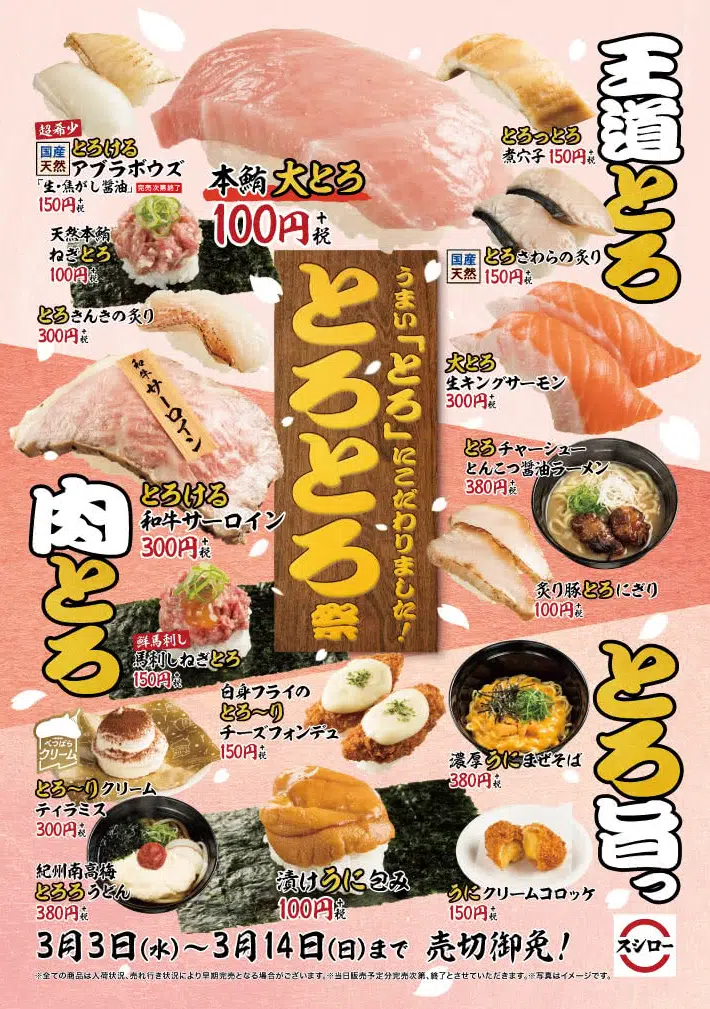 王道とろ
超希少
国産
天然
とろける
アブラボウズ
「生・焦がし醤油」
完売次第終了
150円+税
本鮪 大とろ
100円+税
とろっとろ
煮穴子 150円+税
天然本鮪
ねぎとろ
100円+税
国産
天然
とろさわらの炙り
150円+税
とろきんきの炙り
300円+税
大とろ
生キングサーモン
300円+税
うまい「とろ」にこだわりました!
とろとろ祭
肉とろ
和牛サーロイン
とろける
和牛サーロイン
300円+税
とろチャーシュー
とんこつ醤油ラーメン
380円+税
炙り豚とろにぎり
100円+税
鮮馬刺し
馬刺しねぎとろ
150円+税
とろ旨っ
白身フライの
とろ~り
チーズフォンデュ
150円+税
濃厚うにまぜそば
380円+税
べつばら
クリーム
とろ~りクリーム
ティラミス
300円+税
紀州南高梅
とろろうどん
380円+税
漬けうに包み
100円+税
うにクリームコロッケ
150円+税
3月3日(水)~3月14日(日)まで 売切御免!
スシロー
※全ての商品は入荷状況、売れ行き状況により早期完売となる場合がございます。※当日販売予定分完売次第、終了とさせていただきます。※写真はイメージです。